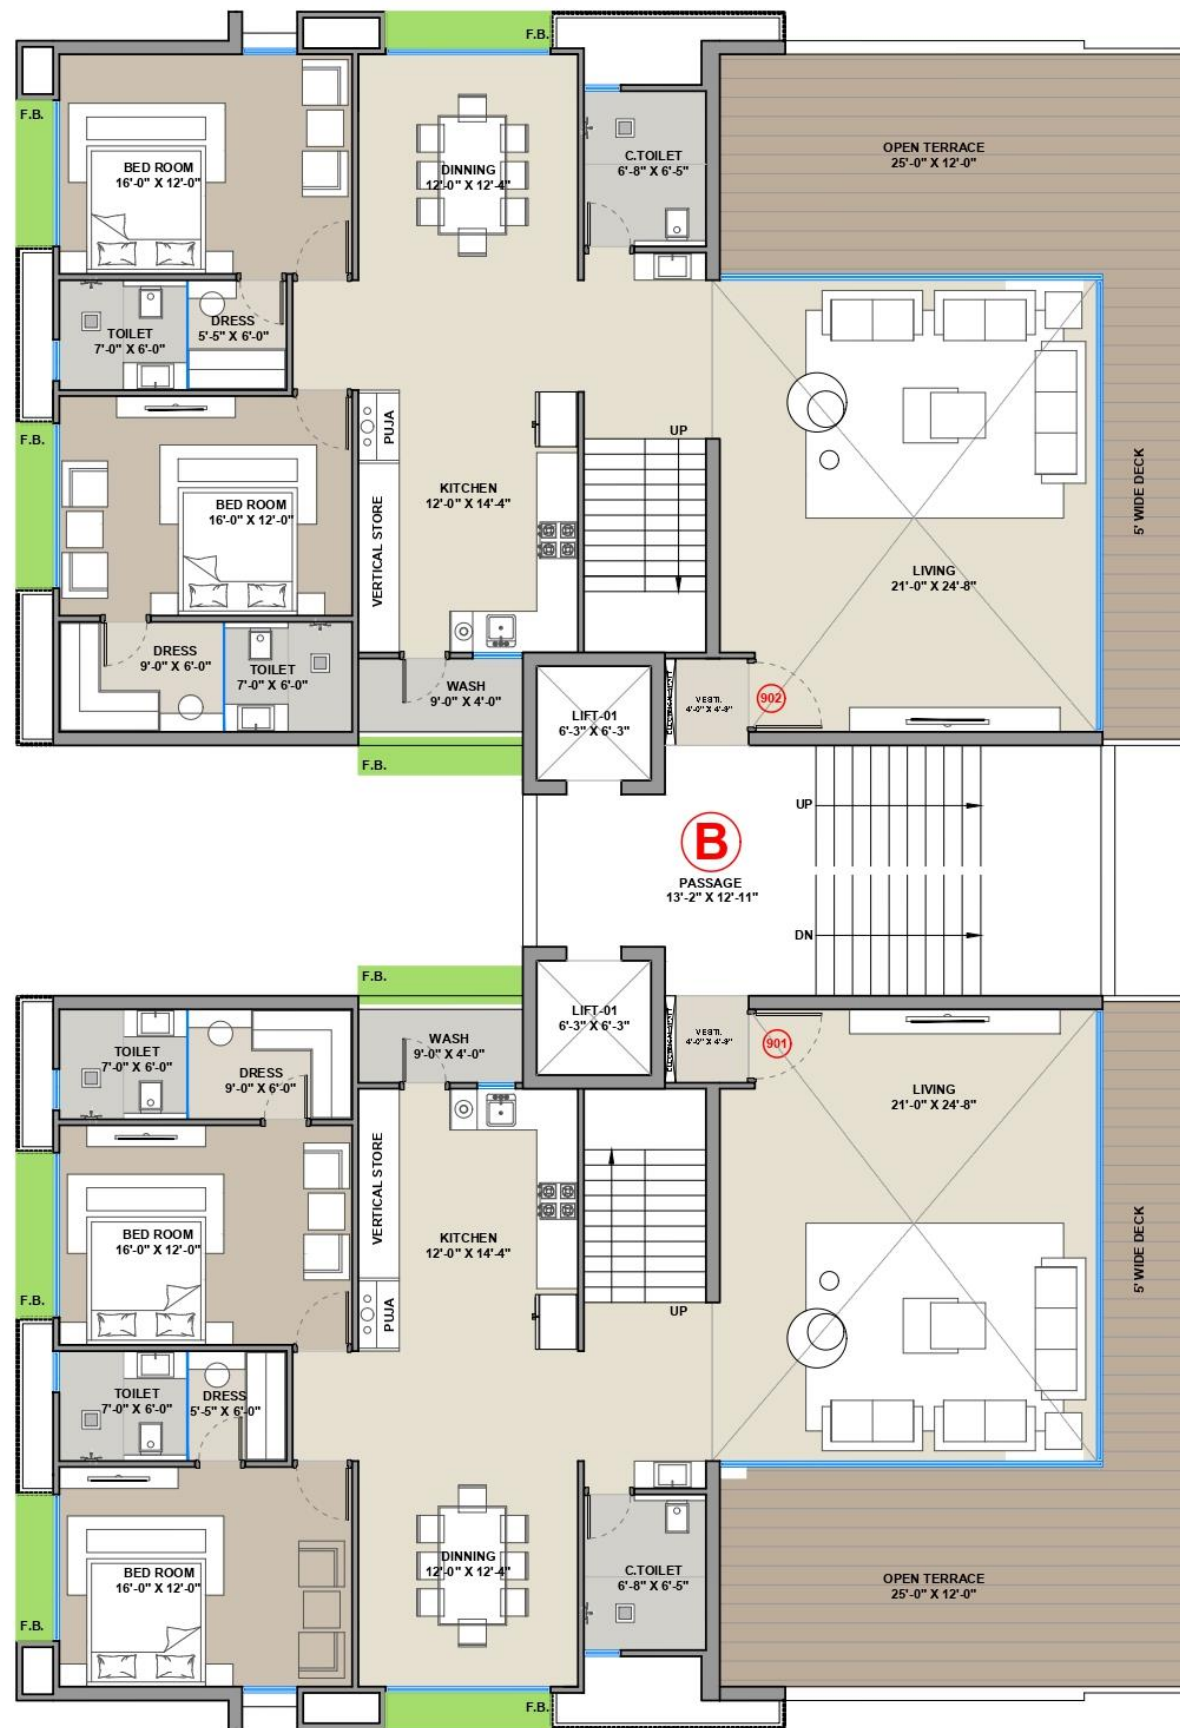 F.B.
F.B.
BED ROOM
16'-0" X 12'-0"
DINNING
12'-0" X 12'-4"
C.TOILET
6'-8" X 6'-5"
OPEN TERRACE
25'-0" X 12'-0"
TOILET
7'-0" X 6'-0"
DRESS
5'-5" X 6'-0"
F.B.
PUJA
UP
BED ROOM
16'-0" X 12'-0"
VERTICAL STORE
KITCHEN
12'-0" X 14'-4"
5' WIDE DECK
LIVING
21'-0" X 24'-8"
DRESS
9'-0" X 6'-0"
TOILET
7'-0" X 6'-0"
WASH
9'-0" X 4'-0"
LIFT-01
6'-3" X 6'-3"
VESTI.
902
F.B.
UP
B
PASSAGE
13'-2" X 12'-11"
DN
F.B.
LIFT-01
6'-3" X 6'-3"
VESTI.
901
TOILET
7'-0" X 6'-0"
DRESS
9'-0" X 6'-0"
WASH
9'-0" X 4'-0"
LIVING
21'-0" X 24'-8"
VERTICAL STORE
BED ROOM
16'-0" X 12'-0"
KITCHEN
12'-0" X 14'-4"
5' WIDE DECK
F.B.
PUJA
UP
TOILET
7'-0" X 6'-0"
DRESS
5'-5" X 6'-0"
BED ROOM
16'-0" X 12'-0"
DINNING
12'-0" X 12'-4"
C.TOILET
6'-8" X 6'-5"
OPEN TERRACE
25'-0" X 12'-0"
F.B.
F.B.